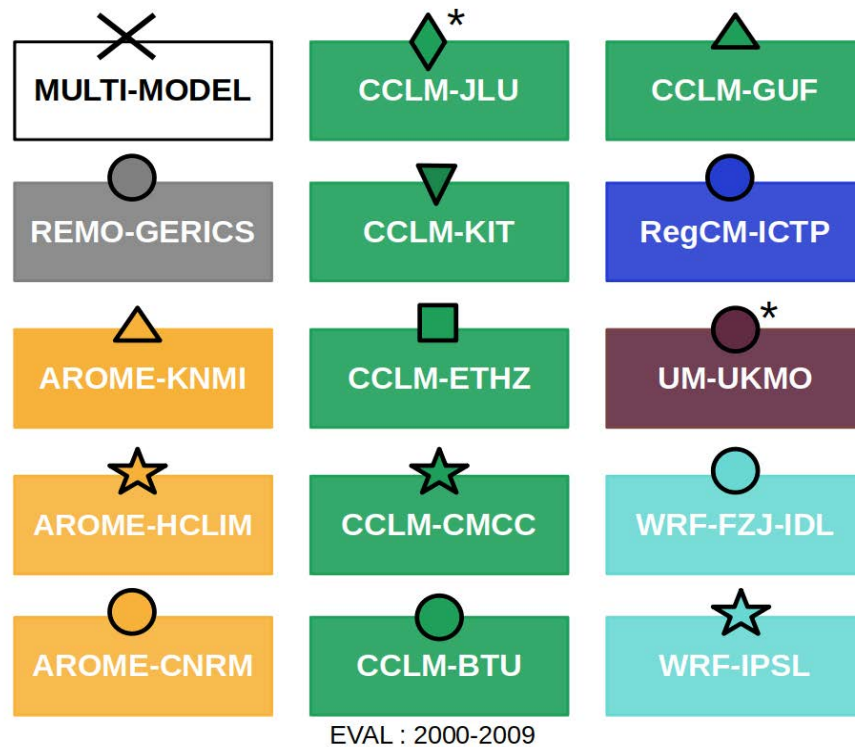 *
MULTI-MODEL CCLM-JLU CCLM-GUF
REMO-GERICS CCLM-KIT RegCM-ICTP
*
AROME-KNMI CCLM-ETHZ UM-UKMO
AROME-HCLIM CCLM-CMCC WRF-FZJ-IDL
AROME-CNRM CCLM-BTU WRF-IPSL
EVAL : 2000-2009